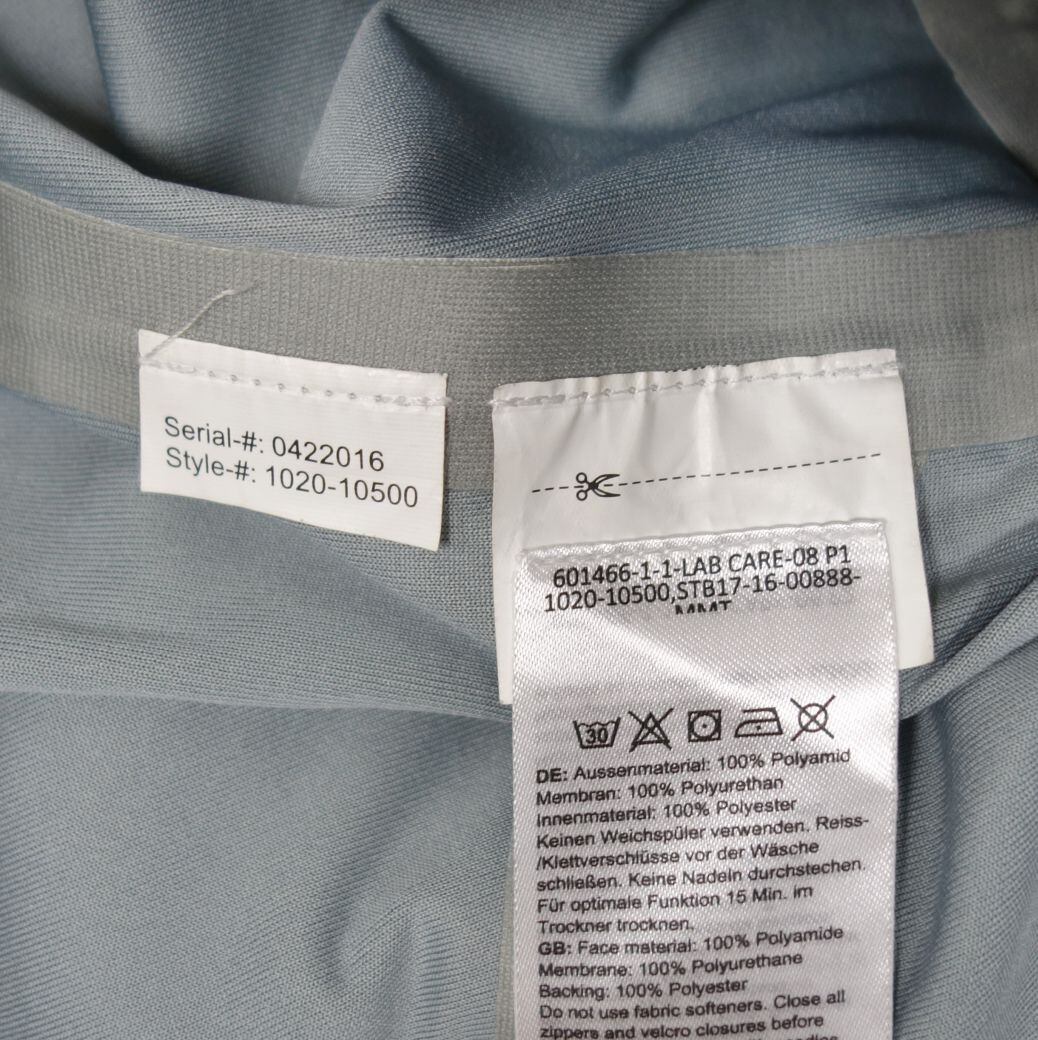 Serial-#: 0422016
Style-#: 1020-10500
601466-1-1-LAB CARE-08 P1
1020-10500,STB17-16-00888-
MMT
30
DE: Aussenmaterial: 100% Polyamid
Membran: 100% Polyurethan
Innenmaterial: 100% Polyester
Keinen Weichspüler verwenden. Reiss-
/Klettverschlüsse vor der Wäsche
schließen. Keine Nadeln durchstechen.
Für optimale Funktion 15 Min. im
Trockner trocknen.
GB: Face material: 100% Polyamide
Membrane: 100% Polyurethane
Backing: 100% Polyester
Do not use fabric softeners. Close all
zippers and velcro closures before